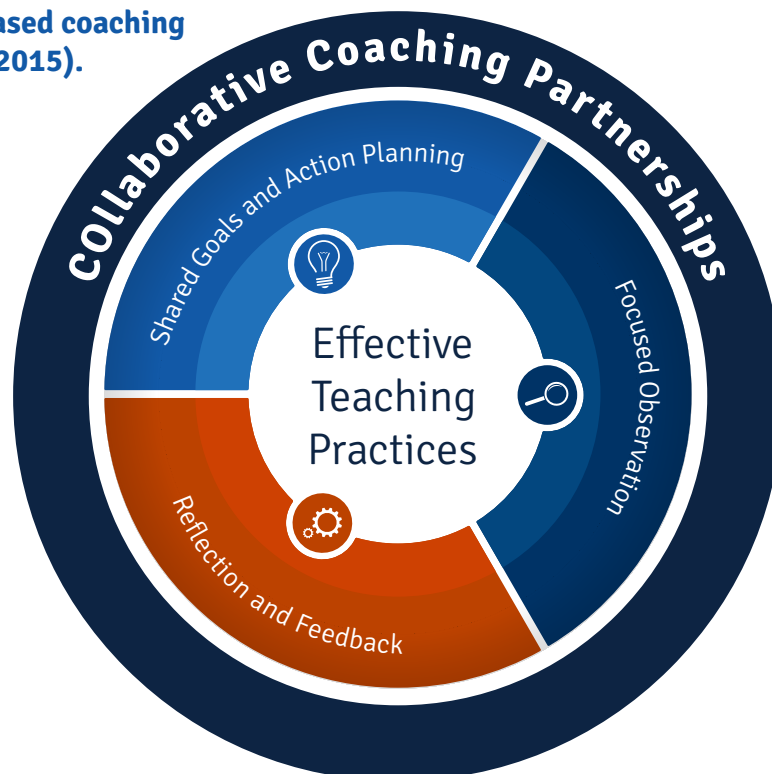 ased coaching
2015).
COllaborative Coaching Partnerships
Shared Goals and Action Planning
Focused Observation
Effective
Teaching
Practices
Reflection and Feedback